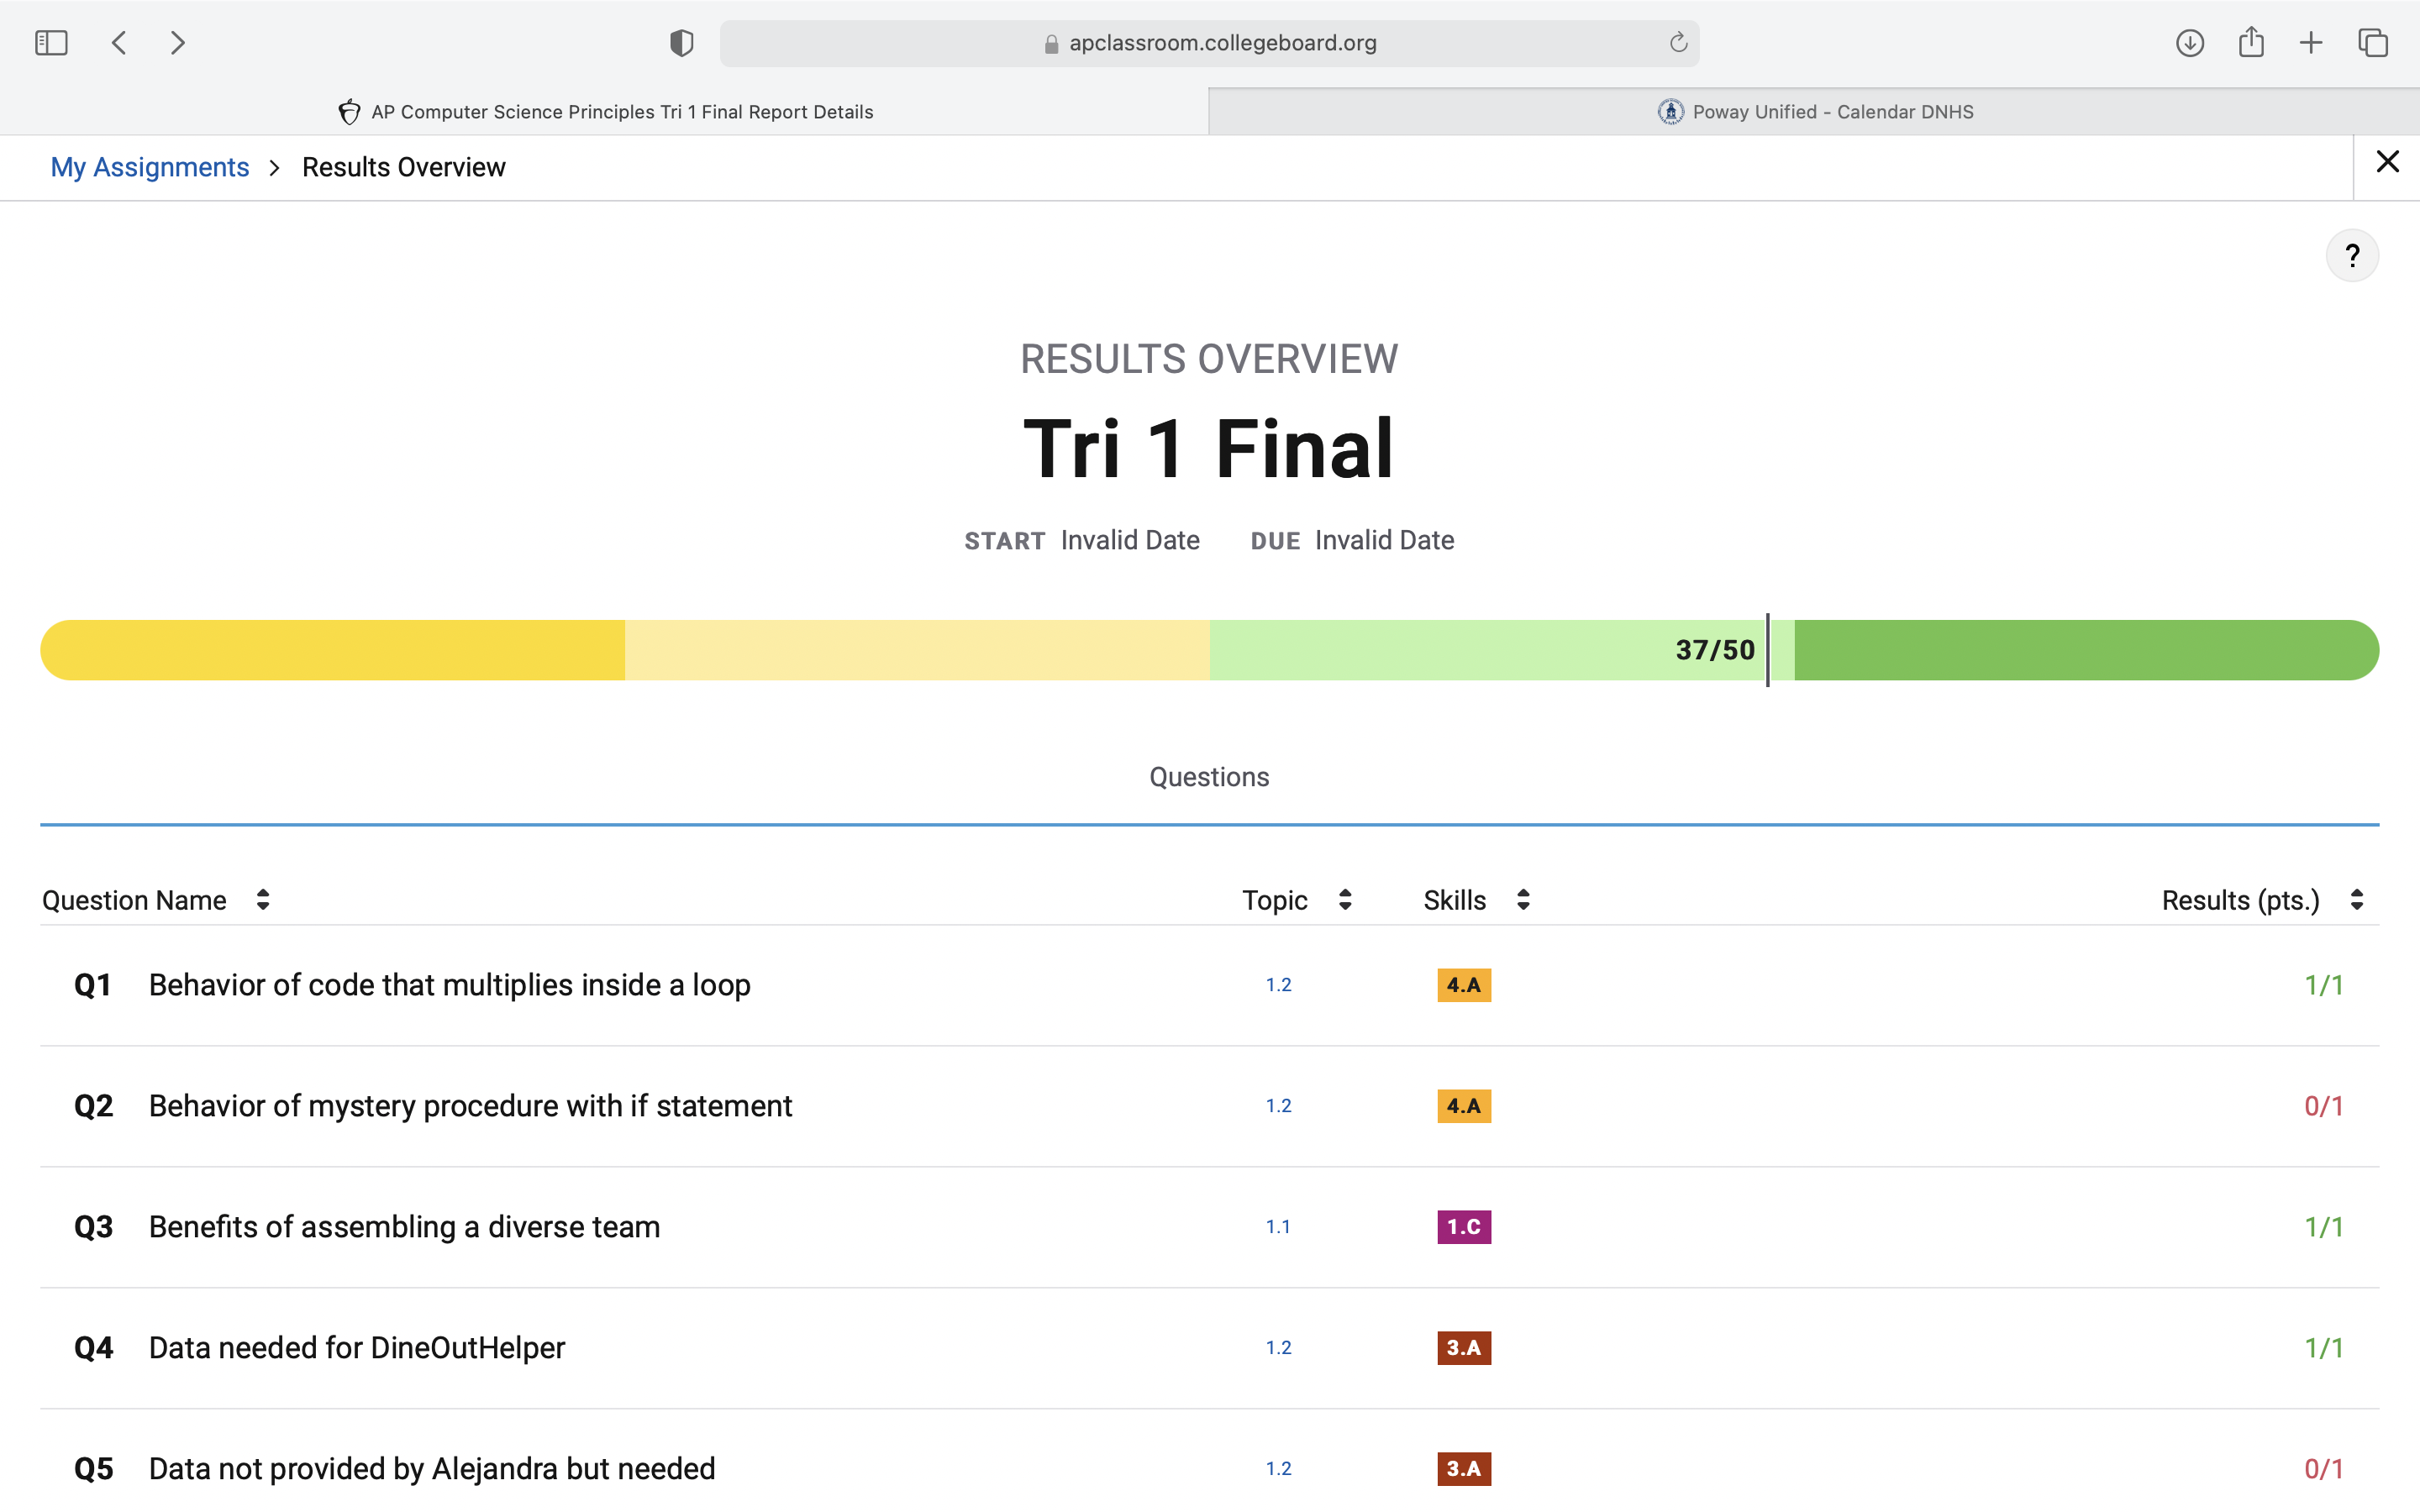 apclassroom.collegeboard.org
AP Computer Science Principles Tri 1 Final Report Details
Poway Unified - Calendar DNHS
My Assignments > Results Overview
?
RESULTS OVERVIEW
Tri 1 Final
START Invalid Date DUE Invalid Date
37/50
Questions
Question Name Topic Skills Results (pts.)
Q1 Behavior of code that multiplies inside a loop 1.2 4.A 1/1
Q2 Behavior of mystery procedure with if statement 1.2 4.A 0/1
Q3 Benefits of assembling a diverse team 1.1 1.C 1/1
Q4 Data needed for DineOutHelper 1.2 3.A 1/1
Q5 Data not provided by Alejandra but needed 1.2 3.A 0/1